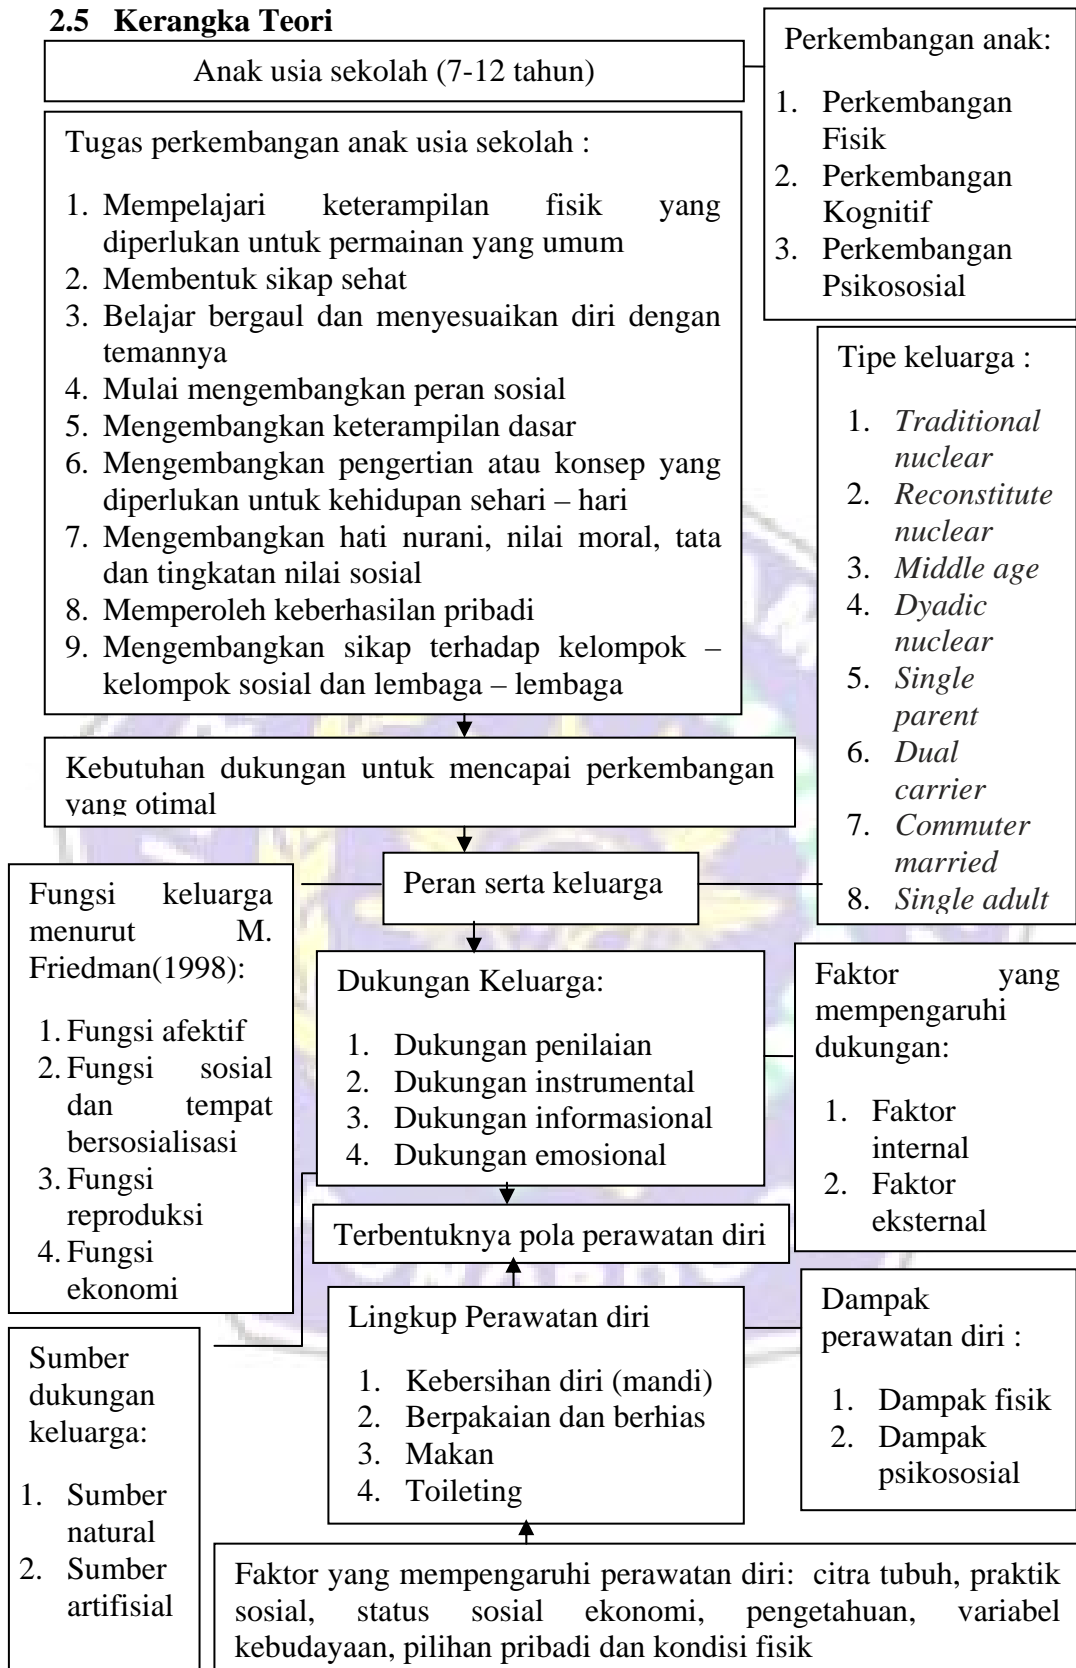 2.5 Kerangka Teori
Anak usia sekolah (7-12 tahun)
Perkembangan anak:
1. Perkembangan
Fisik
2. Perkembangan
Kognitif
3. Perkembangan
Psikososial
Tugas perkembangan anak usia sekolah :
1. Mempelajari keterampilan fisik yang
diperlukan untuk permainan yang umum
2. Membentuk sikap sehat
3. Belajar bergaul dan menyesuaikan diri dengan
temannya
4. Mulai mengembangkan peran sosial
5. Mengembangkan keterampilan dasar
6. Mengembangkan pengertian atau konsep yang
diperlukan untuk kehidupan sehari – hari
7. Mengembangkan hati nurani, nilai moral, tata
dan tingkatan nilai sosial
8. Memperoleh keberhasilan pribadi
9. Mengembangkan sikap terhadap kelompok –
kelompok sosial dan lembaga – lembaga
Tipe keluarga :
1. Traditional
nuclear
2. Reconstitute
nuclear
3. Middle age
4. Dyadic
nuclear
5. Single
parent
6. Dual
carrier
7. Commuter
married
8. Single adult
Kebutuhan dukungan untuk mencapai perkembangan
yang otimal
Peran serta keluarga
Fungsi keluarga
menurut M.
Friedman(1998):
1. Fungsi afektif
2. Fungsi sosial
dan tempat
bersosialisasi
3. Fungsi
reproduksi
4. Fungsi
ekonomi
Dukungan Keluarga:
1. Dukungan penilaian
2. Dukungan instrumental
3. Dukungan informasional
4. Dukungan emosional
Faktor yang
mempengaruhi
dukungan:
1. Faktor
internal
2. Faktor
eksternal
Terbentuknya pola perawatan diri
Lingkup Perawatan diri
1. Kebersihan diri (mandi)
2. Berpakaian dan berhias
3. Makan
4. Toileting
Dampak
perawatan diri :
1. Dampak fisik
2. Dampak
psikososial
Sumber
dukungan
keluarga:
1. Sumber
natural
2. Sumber
artifisial
Faktor yang mempengaruhi perawatan diri: citra tubuh, praktik
sosial, status sosial ekonomi, pengetahuan, variabel
kebudayaan, pilihan pribadi dan kondisi fisik